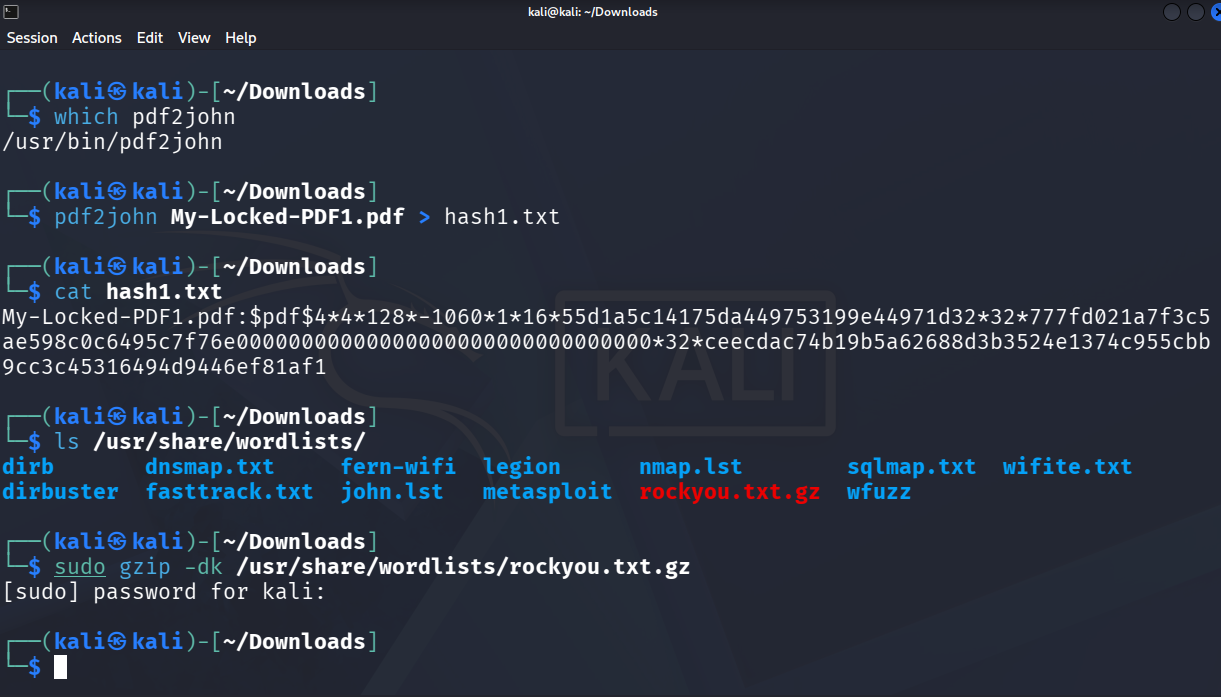 kali@kali: ~/Downloads
Session Actions Edit View Help
┌──(kali㉿kali)-[~/Downloads]
└─$ which pdf2john
/usr/bin/pdf2john
┌──(kali㉿kali)-[~/Downloads]
└─$ pdf2john My-Locked-PDF1.pdf > hash1.txt
┌──(kali㉿kali)-[~/Downloads]
└─$ cat hash1.txt
My-Locked-PDF1.pdf:$pdf$4*4*128*-1060*1*16*55d1a5c14175da449753199e44971d32*32*777fd021a7f3c5
ae598c0c6495c7f76e00000000000000000000000000000000*32*ceecdac74b19b5a62688d3b3524e1374c955cbb
9cc3c45316494d9446ef81af1
┌──(kali㉿kali)-[~/Downloads]
└─$ ls /usr/share/wordlists/
dirb dnsmap.txt fern-wifi legion nmap.lst sqlmap.txt wifite.txt
dirbuster fasttrack.txt john.lst metasploit rockyou.txt.gz wfuzz
┌──(kali㉿kali)-[~/Downloads]
└─$ sudo gzip -dk /usr/share/wordlists/rockyou.txt.gz
[sudo] password for kali:
┌──(kali㉿kali)-[~/Downloads]
└─$
KALI